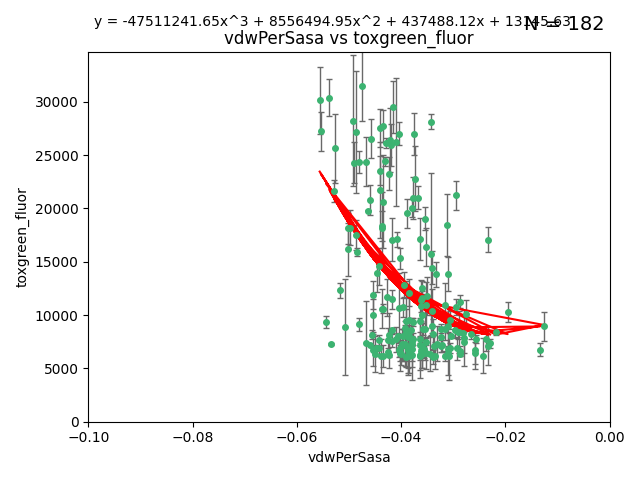 y = -47511241.65x^3 + 8556494.95x^2 + 437488.12x + 13145.63
N = 182
vdwPerSasa vs toxgreen_fluor
30000
25000
20000
15000
10000
5000
0
toxgreen_fluor
−0.10 −0.08 −0.06 −0.04 −0.02 0.00
vdwPerSasa